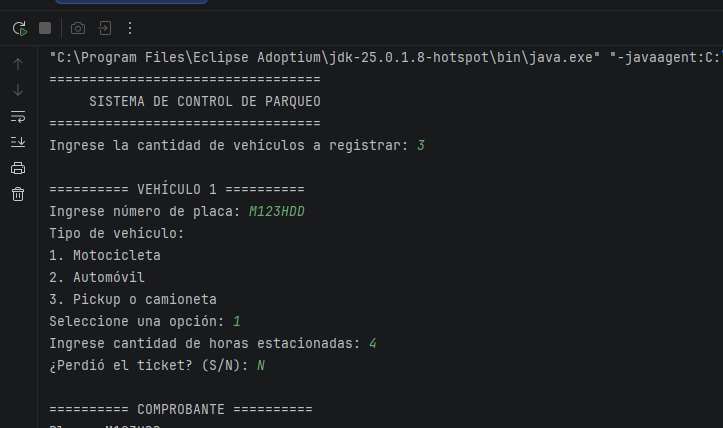 "C:\Program Files\Eclipse Adoptium\jdk-25.0.1.8-hotspot\bin\java.exe" "-javaagent:C:\
==================================
     SISTEMA DE CONTROL DE PARQUEO
==================================
Ingrese la cantidad de vehículos a registrar: 3

========== VEHÍCULO 1 ==========
Ingrese número de placa: M123HDD
Tipo de vehículo:
1. Motocicleta
2. Automóvil
3. Pickup o camioneta
Seleccione una opción: 1
Ingrese cantidad de horas estacionadas: 4
¿Perdió el ticket? (S/N): N

========== COMPROBANTE ==========